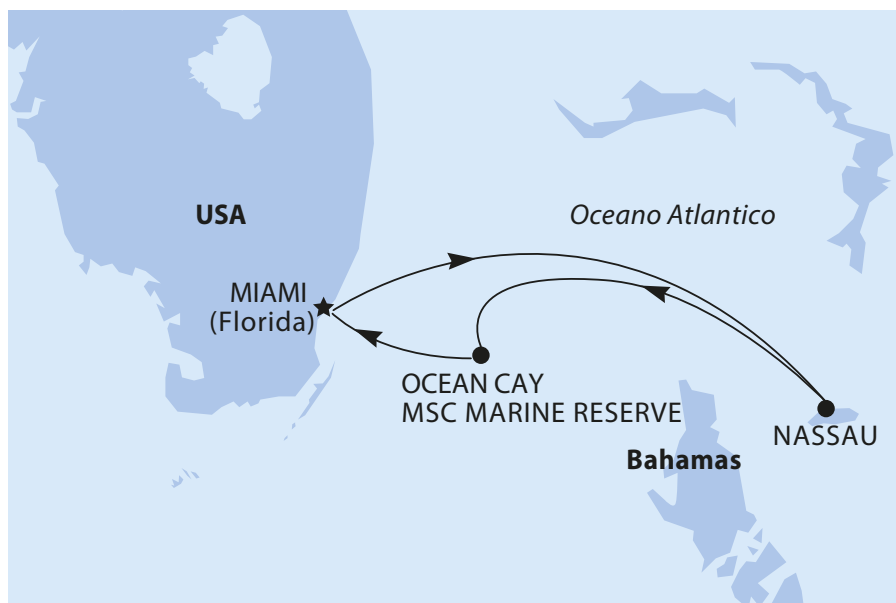 USA
Oceano Atlantico
MIAMI
(Florida)
OCEAN CAY
MSC MARINE RESERVE
NASSAU
Bahamas